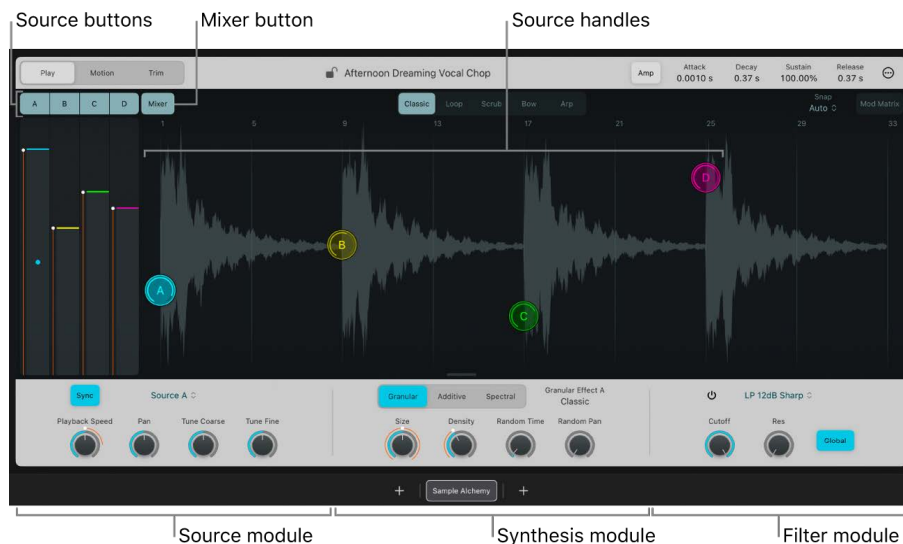 Source buttons
Mixer button
Source handles
Play Motion Trim
Afternoon Dreaming Vocal Chop
Amp
Attack Decay Sustain Release
0.0010 s 0.37 s 100.00% 0.37 s
A B C D Mixer
Classic Loop Scrub Bow Arp
Snap
Auto
Mod Matrix
1 5 9 13 17 21 25 29 33
D
B
A
C
Sync
Source A
Granular Additive Spectral
Granular Effect A
Classic
LP 12dB Sharp
Playback Speed Pan Tune Coarse Tune Fine
Size Density Random Time Random Pan
Cutoff Res
Global
+ Sample Alchemy +
Source module
Synthesis module
Filter module